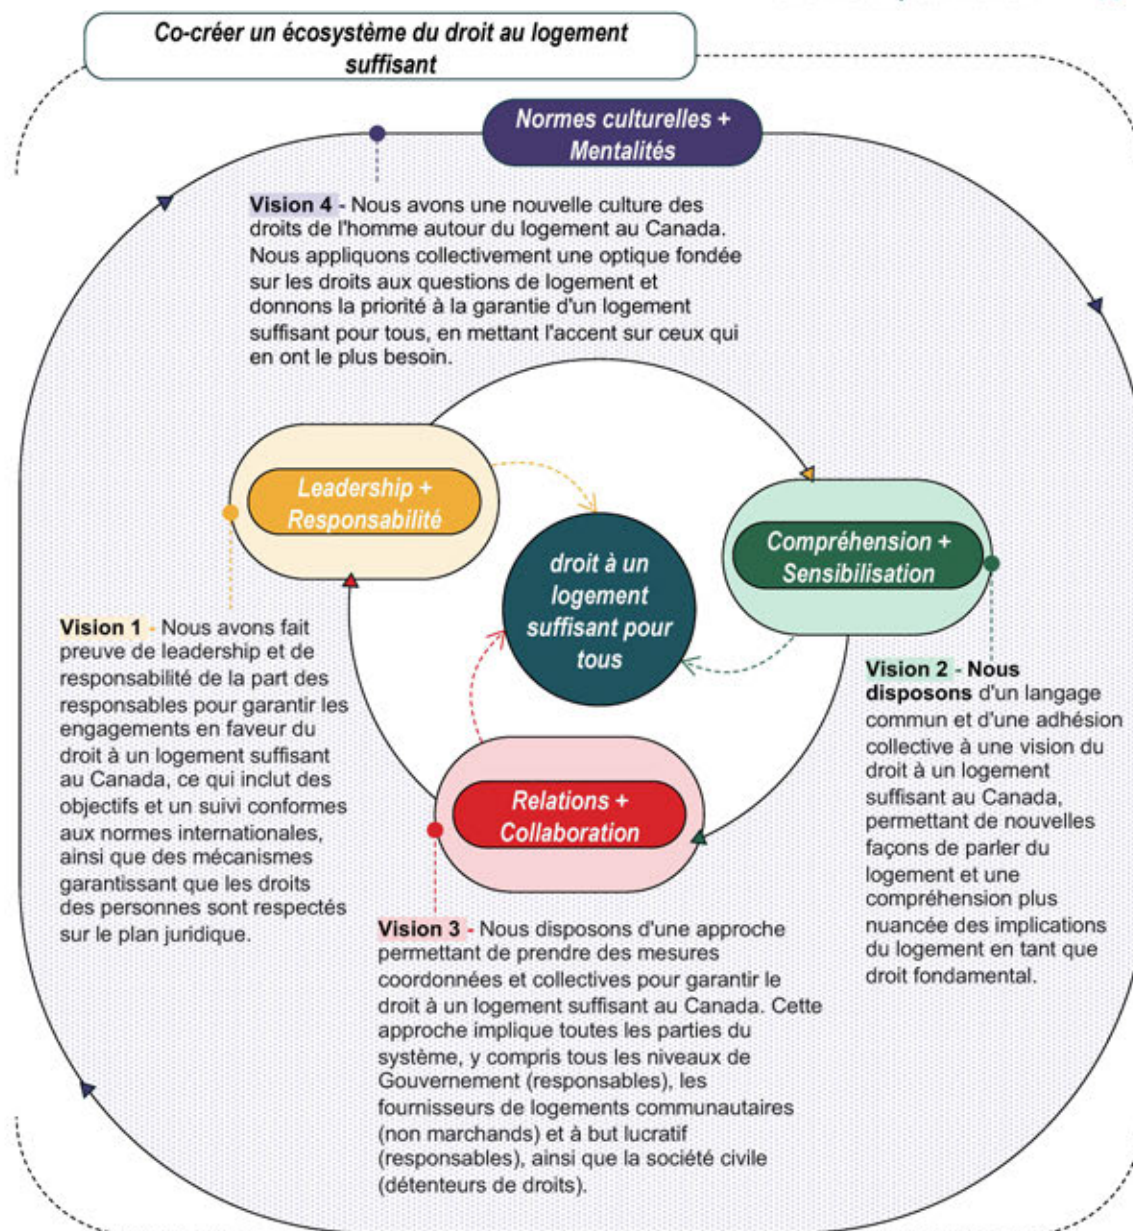 Co-créer un écosystème du droit au logement
suffisant
Normes culturelles +
Mentalités
Vision 4 - Nous avons une nouvelle culture des
droits de l'homme autour du logement au Canada.
Nous appliquons collectivement une optique fondée
sur les droits aux questions de logement et
donnons la priorité à la garantie d'un logement
suffisant pour tous, en mettant l'accent sur ceux qui
en ont le plus besoin.
Leadership +
Responsabilité
Compréhension +
Sensibilisation
droit à un
logement
suffisant pour
tous
Vision 1 - Nous avons fait
preuve de leadership et de
responsabilité de la part des
responsables pour garantir les
engagements en faveur du
droit à un logement suffisant
au Canada, ce qui inclut des
objectifs et un suivi conformes
aux normes internationales,
ainsi que des mécanismes
garantissant que les droits
des personnes sont respectés
sur le plan juridique.
Vision 2 - Nous
disposons d'un langage
commun et d'une adhésion
collective à une vision du
droit à un logement
suffisant au Canada,
permettant de nouvelles
façons de parler du
logement et une
compréhension plus
nuancée des implications
du logement en tant que
droit fondamental.
Relations +
Collaboration
Vision 3 - Nous disposons d'une approche
permettant de prendre des mesures
coordonnées et collectives pour garantir le
droit à un logement suffisant au Canada. Cette
approche implique toutes les parties du
système, y compris tous les niveaux de
Gouvernement (responsables), les
fournisseurs de logements communautaires
(non marchands) et à but lucratif
(responsables), ainsi que la société civile
(détenteurs de droits).